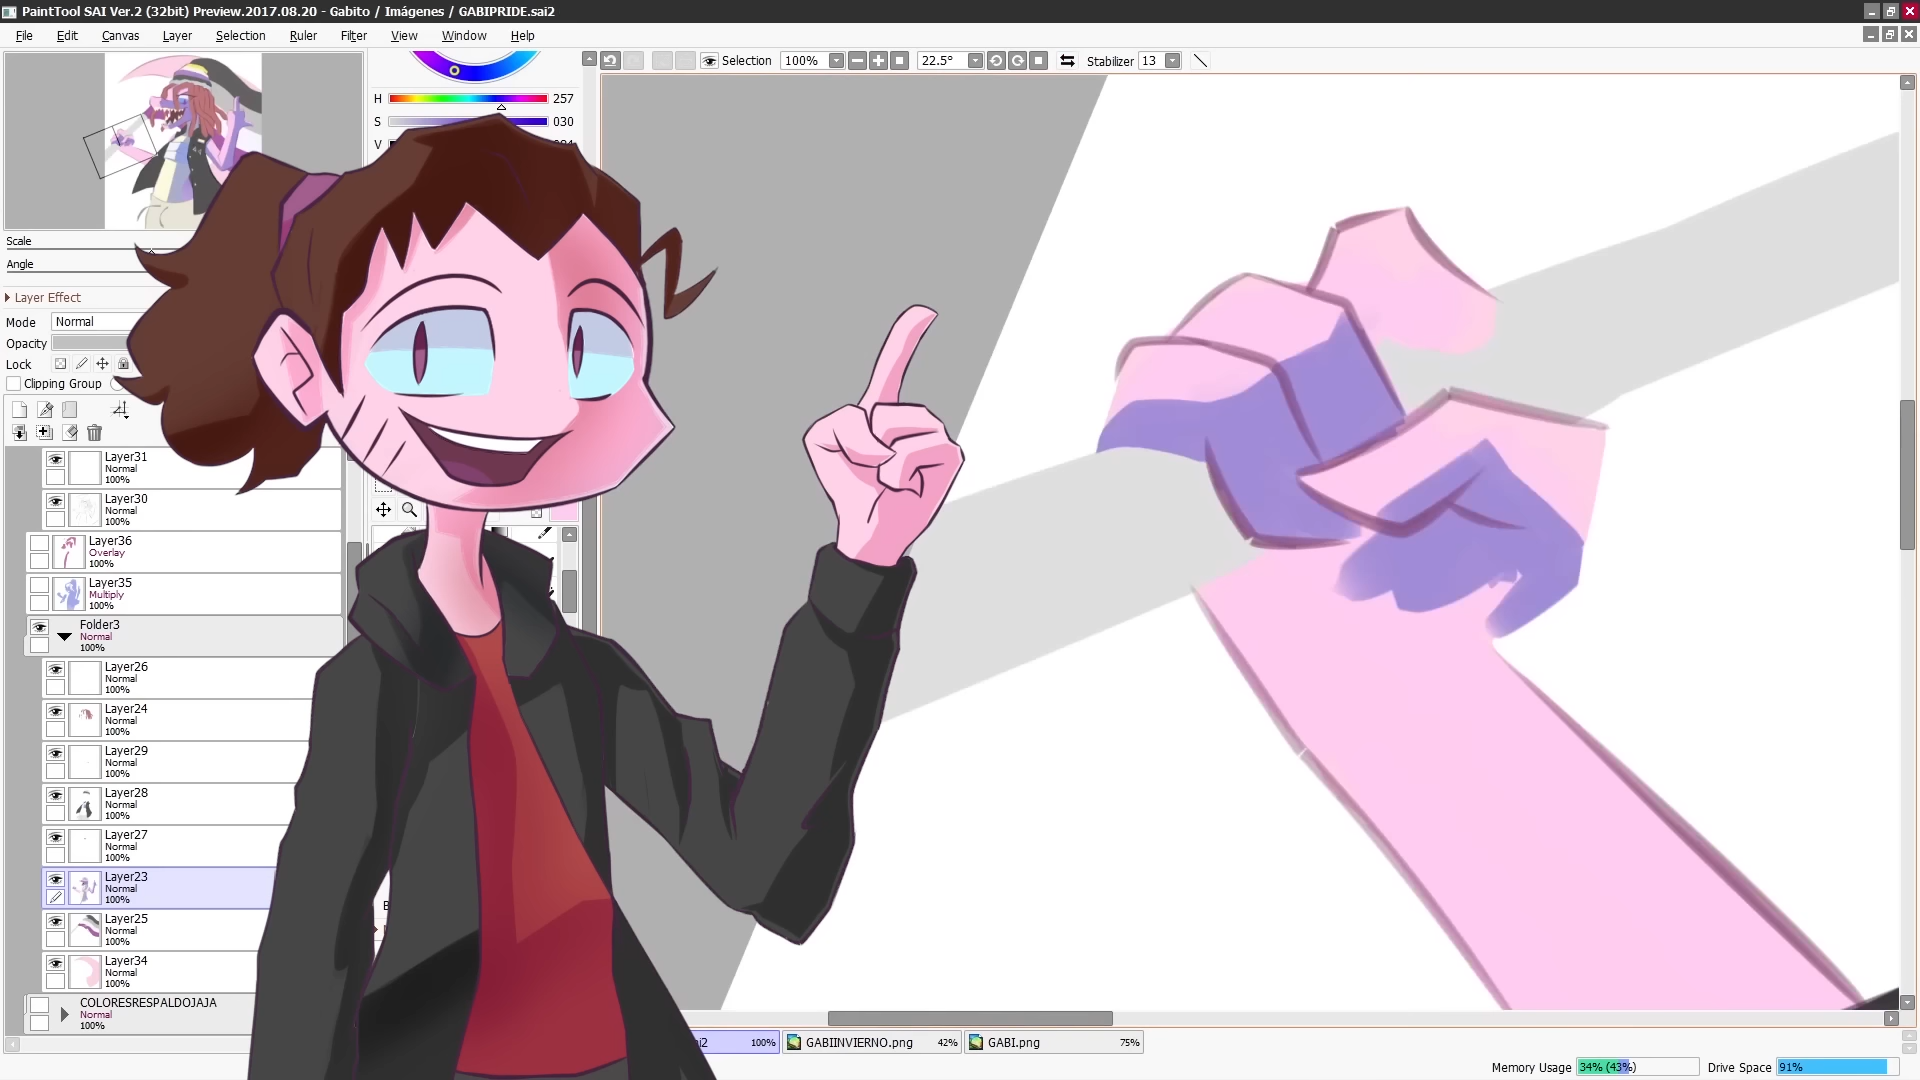 PaintTool SAI Ver.2 (32bit) Preview.2017.08.20 - Gabito / Imágenes / GABIPRIDE.sai2
File Edit Canvas Layer Selection Ruler Filter View Window Help
Selection 100% 22.5° Stabilizer 13
H 257
S 030
V
Scale
Angle
Layer Effect
Mode Normal
Opacity
Lock
Clipping Group
Layer31
Normal
100%
Layer30
Normal
100%
Layer36
Overlay
100%
Layer35
Multiply
100%
Folder3
Normal
100%
Layer26
Normal
100%
Layer24
Normal
100%
Layer29
Normal
100%
Layer28
Normal
100%
Layer27
Normal
100%
Layer23
Normal
100%
Layer25
Normal
100%
Layer34
Normal
100%
COLORESRESPALDOJAJA
Normal
100%
B
i2 100% GABIINVIERNO.png 42% GABI.png 75%
Memory Usage 34% (43%) Drive Space 91%